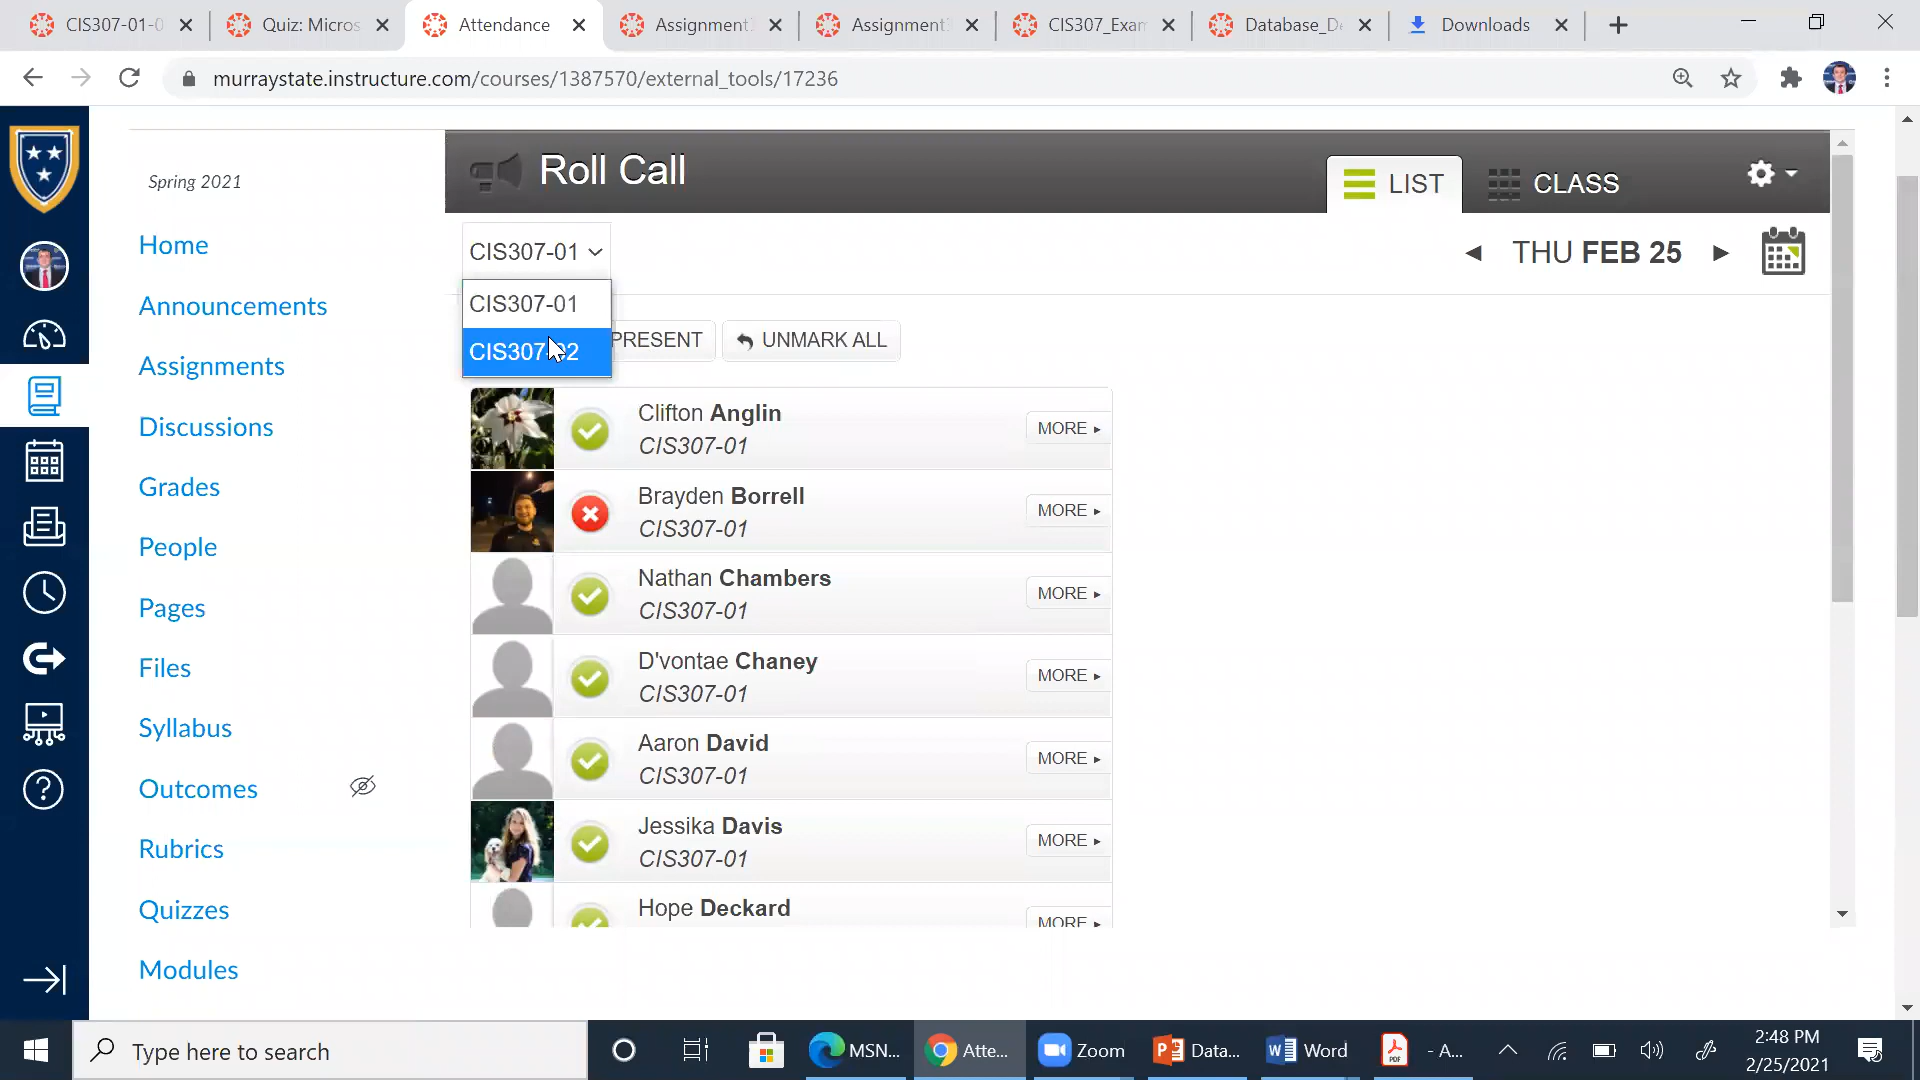 CIS307-01-0
Quiz: Micros
Attendance
Assignment
Assignment
CIS307_Exam
Database_De
Downloads
murraystate.instructure.com/courses/1387570/external_tools/17236
Spring 2021
Home
Announcements
Assignments
Discussions
Grades
People
Pages
Files
Syllabus
Outcomes
Rubrics
Quizzes
Modules
Roll Call
LIST
CLASS
CIS307-01
THU FEB 25
CIS307-01
CIS307-02
PRESENT
UNMARK ALL
Clifton Anglin
CIS307-01
MORE
Brayden Borrell
CIS307-01
MORE
Nathan Chambers
CIS307-01
MORE
D'vontae Chaney
CIS307-01
MORE
Aaron David
CIS307-01
MORE
Jessika Davis
CIS307-01
MORE
Hope Deckard
MORE
Type here to search
MSN...
Atte...
Zoom
Data...
Word
- A...
2:48 PM
2/25/2021